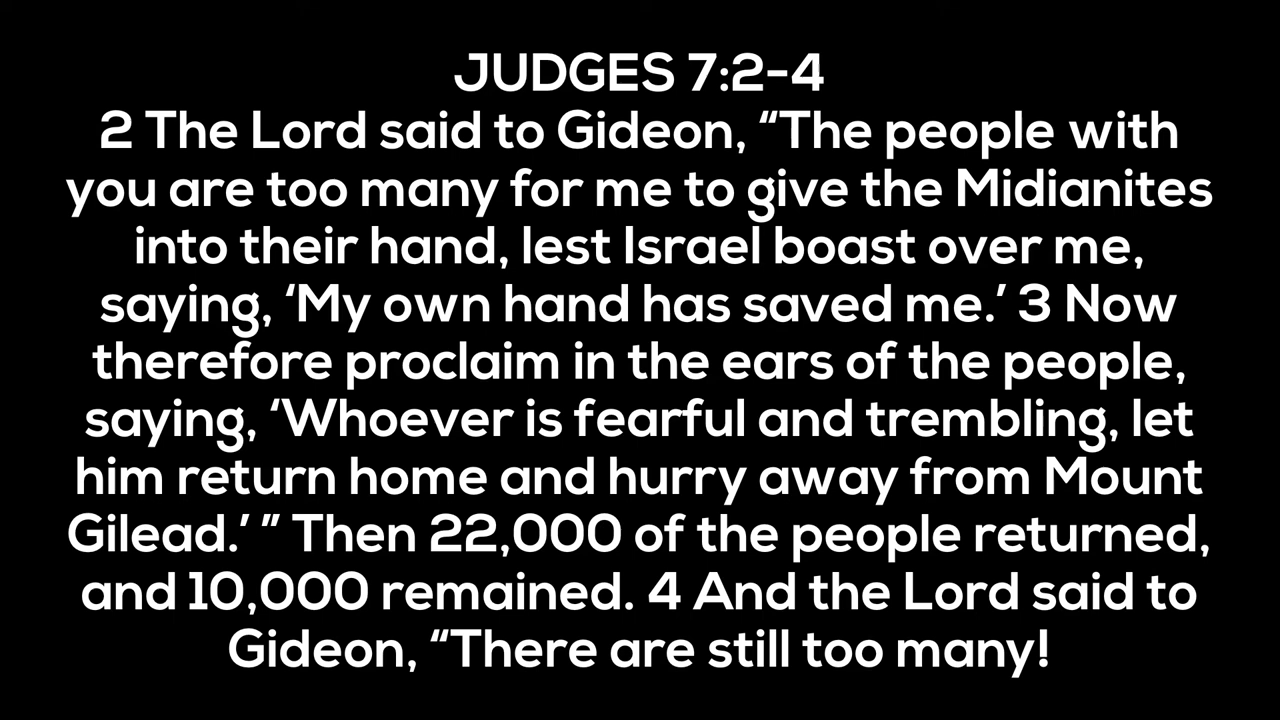 JUDGES 7:2-4
2 The Lord said to Gideon, “The people with
you are too many for me to give the Midianites
into their hand, lest Israel boast over me,
saying, ‘My own hand has saved me.’ 3 Now
therefore proclaim in the ears of the people,
saying, ‘Whoever is fearful and trembling, let
him return home and hurry away from Mount
Gilead.’ ” Then 22,000 of the people returned,
and 10,000 remained. 4 And the Lord said to
Gideon, “There are still too many!